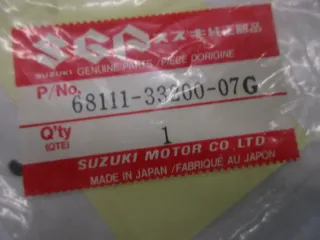 SGP スズキ純正部品
SUZUKI GENUINE PARTS / PIECE D'ORIGINE
P/No. 68111-33200-07G
Q'ty 1
(QTE)
SUZUKI MOTOR CO., LTD.
MADE IN JAPAN / FABRIQUÉ AU JAPON